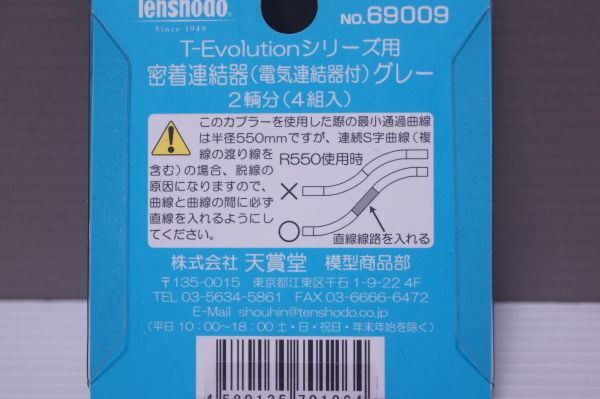 Tenshodo®
Since 1949
NO.69009
T-Evolutionシリーズ用
密着連結器(電気連結器付)グレー
2輌分(4組入)
このカプラーを使用した際の最小通過曲線
は半径550mmですが、連続S字曲線(複
線の渡り線を
含む)の場合、脱線の
原因になりますので、
曲線と曲線の間に必ず
直線を入れるようにし
てください。
R550使用時
×
○
直線線路を入れる
株式会社 天賞堂 模型商品部
〒135-0015 東京都江東区千石 1-9-22 4F
TEL 03-5634-5861 FAX 03-6666-6472
E-Mail shouhin@tenshodo.co.jp
(平日 10:00〜18:00 土・日・祝日・年末年始を除く)